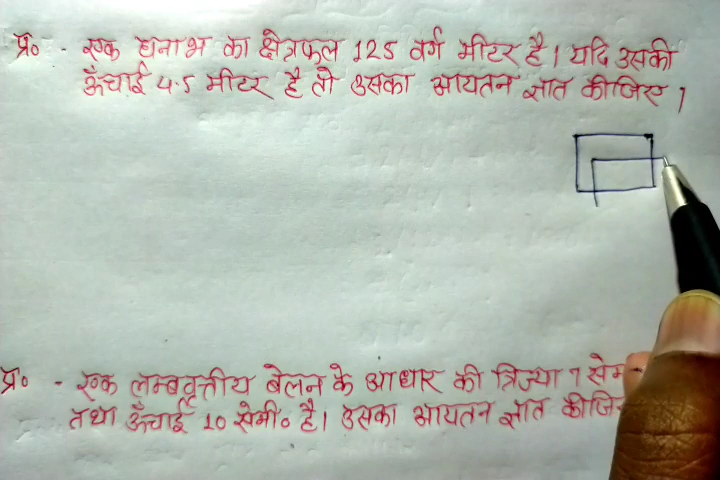 प्र० - एक घनाभ का क्षेत्रफल 125 वर्ग मीटर है। यदि उसकी
ऊँचाई 4.5 मीटर है तो उसका आयतन ज्ञात कीजिए।
प्र० - एक लम्बवृत्तीय बेलन के आधार की त्रिज्या 7 सेम
तथा ऊँचाई 10 सेमी० है। उसका आयतन ज्ञात कीजि